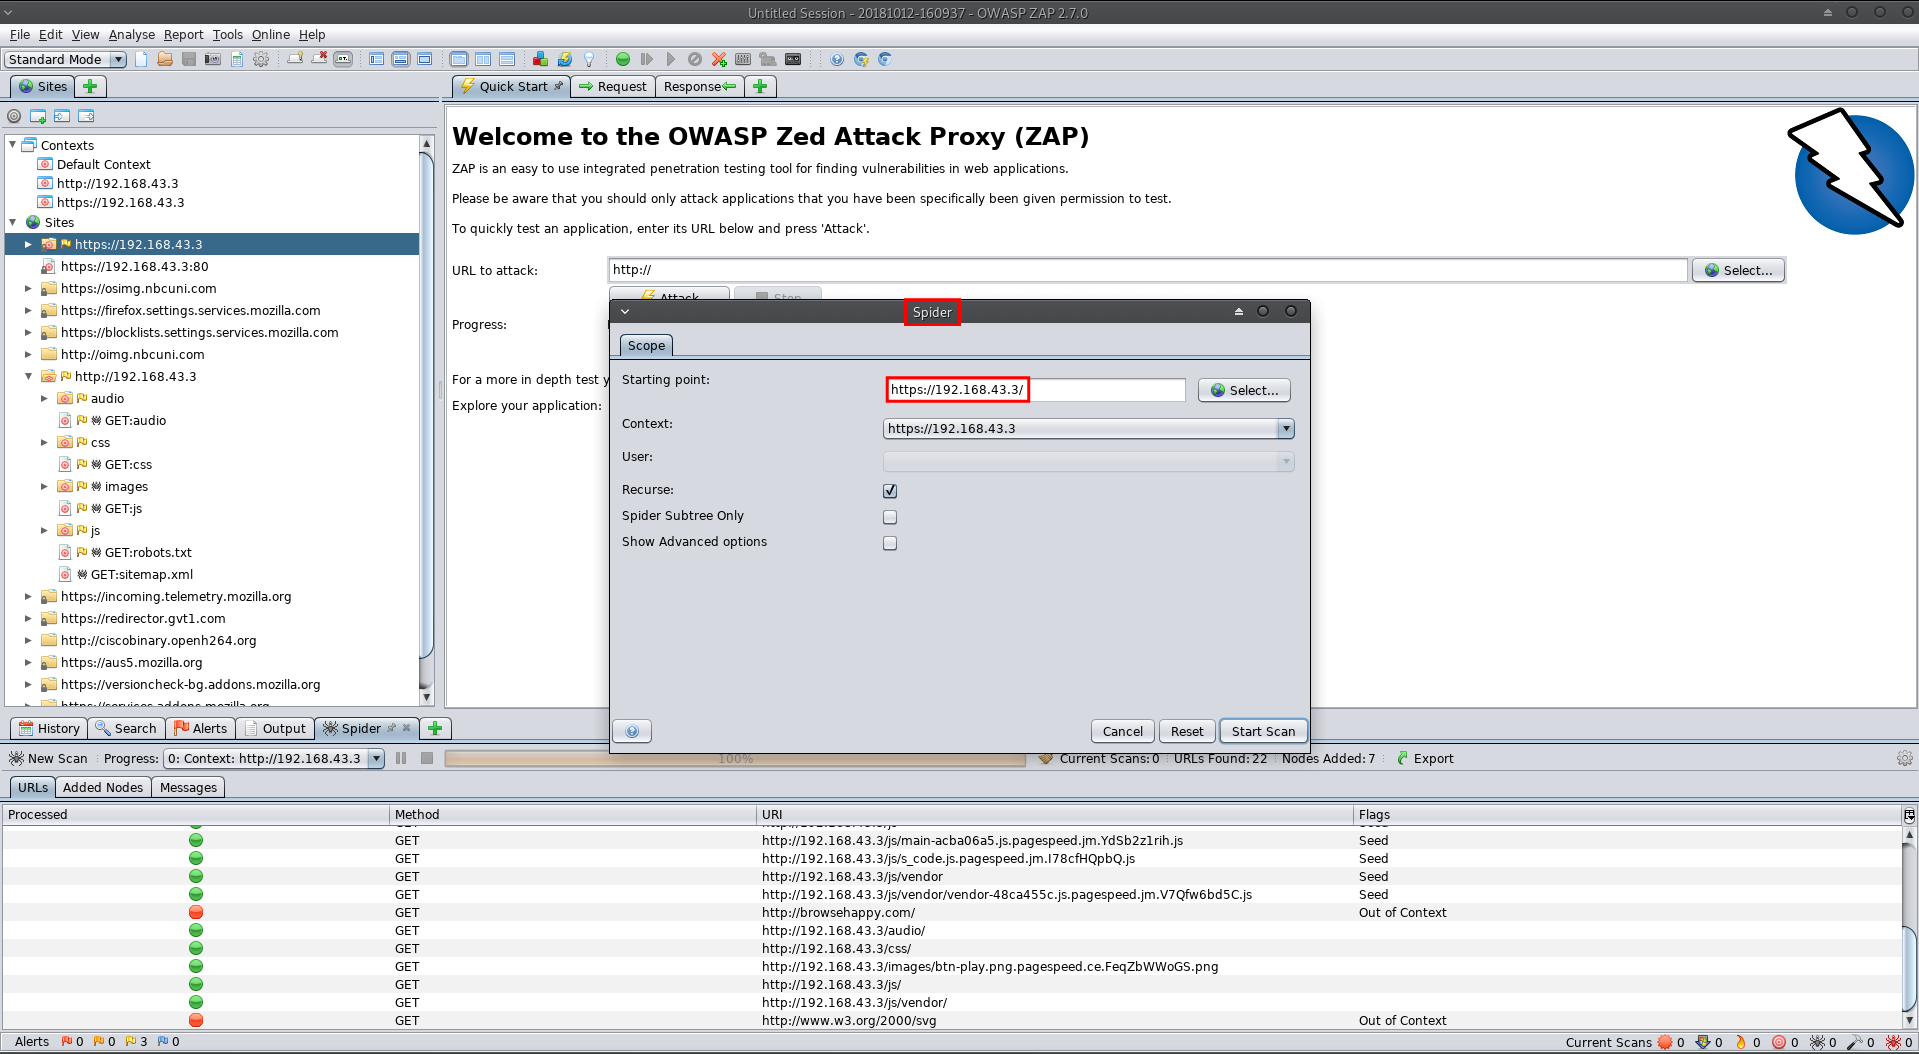 Untitled Session - 20181012-160937 - OWASP ZAP 2.7.0
File Edit View Analyse Report Tools Online Help
Standard Mode
Sites
Quick Start
Request
Response
Contexts
Default Context
http://192.168.43.3
https://192.168.43.3
Sites
https://192.168.43.3
https://192.168.43.3:80
https://osimg.nbcuni.com
https://firefox.settings.services.mozilla.com
https://blocklists.settings.services.mozilla.com
http://oimg.nbcuni.com
http://192.168.43.3
audio
GET:audio
css
GET:css
images
GET:js
js
GET:robots.txt
GET:sitemap.xml
https://incoming.telemetry.mozilla.org
https://redirector.gvt1.com
http://ciscobinary.openh264.org
https://aus5.mozilla.org
https://versioncheck-bg.addons.mozilla.org
https://services.addons.mozilla.org
Welcome to the OWASP Zed Attack Proxy (ZAP)
ZAP is an easy to use integrated penetration testing tool for finding vulnerabilities in web applications.
Please be aware that you should only attack applications that you have been specifically been given permission to test.
To quickly test an application, enter its URL below and press 'Attack'.
URL to attack: http:// Select...
Attack Stop
Progress:
For a more in depth test y
Explore your application:
Spider
Scope
Starting point: https://192.168.43.3/ Select...
Context: https://192.168.43.3
User:
Recurse:
Spider Subtree Only
Show Advanced options
Cancel Reset Start Scan
History Search Alerts Output Spider
New Scan Progress: 0: Context: http://192.168.43.3 100% Current Scans: 0 URLs Found: 22 Nodes Added: 7 Export
URLs Added Nodes Messages
Processed Method URI Flags
GET http://192.168.43.3/js Seed
GET http://192.168.43.3/js/main-acba06a5.js.pagespeed.jm.YdSb2z1rih.js Seed
GET http://192.168.43.3/js/s_code.js.pagespeed.jm.I78cfHQpbQ.js Seed
GET http://192.168.43.3/js/vendor Seed
GET http://192.168.43.3/js/vendor/vendor-48ca455c.js.pagespeed.jm.V7Qfw6bd5C.js Seed
GET http://browsehappy.com/ Out of Context
GET http://192.168.43.3/audio/
GET http://192.168.43.3/css/
GET http://192.168.43.3/images/btn-play.png.pagespeed.ce.FeqZbWWoGS.png
GET http://192.168.43.3/js/
GET http://192.168.43.3/js/vendor/
GET http://www.w3.org/2000/svg Out of Context
Alerts 0 0 3 0 Current Scans 0 0 0 0 0 0 0